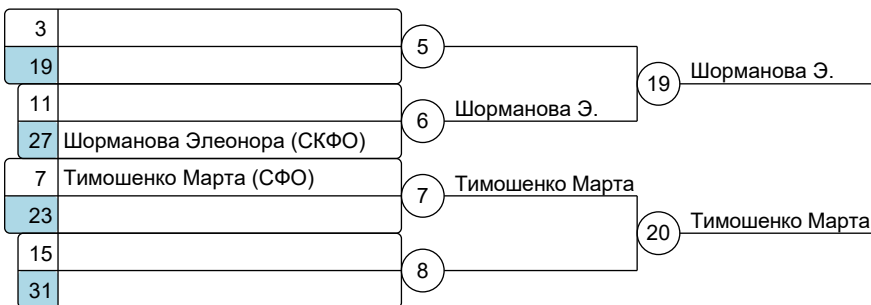 3
19
5
11
27 Шорманова Элеонора (СКФО)
6 Шорманова Э.
19 Шорманова Э.
7 Тимошенко Марта (СФО)
23
7 Тимошенко Марта
15
31
8
20 Тимошенко Марта